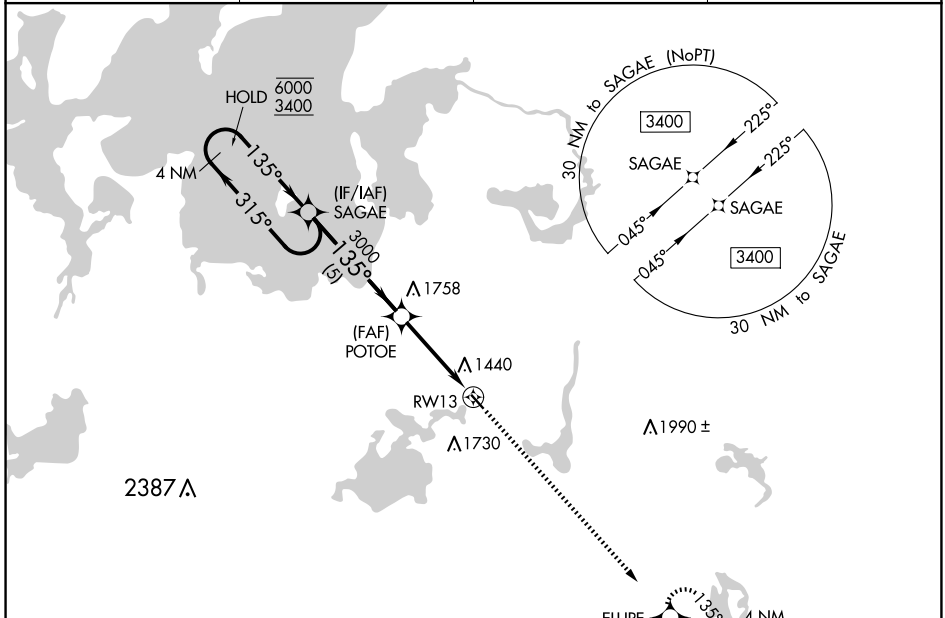 HOLD
6000
3400
4 NM
135°
315°
(IF/IAF)
SAGAE
3000
135°
(5)
1758
(FAF)
POTOE
1440
RW13
1730
1990 ±
2387
30 NM to SAGAE (NoPT)
3400
225°
SAGAE
045°
225°
SAGAE
045°
3400
30 NM to SAGAE
135°
4 NM